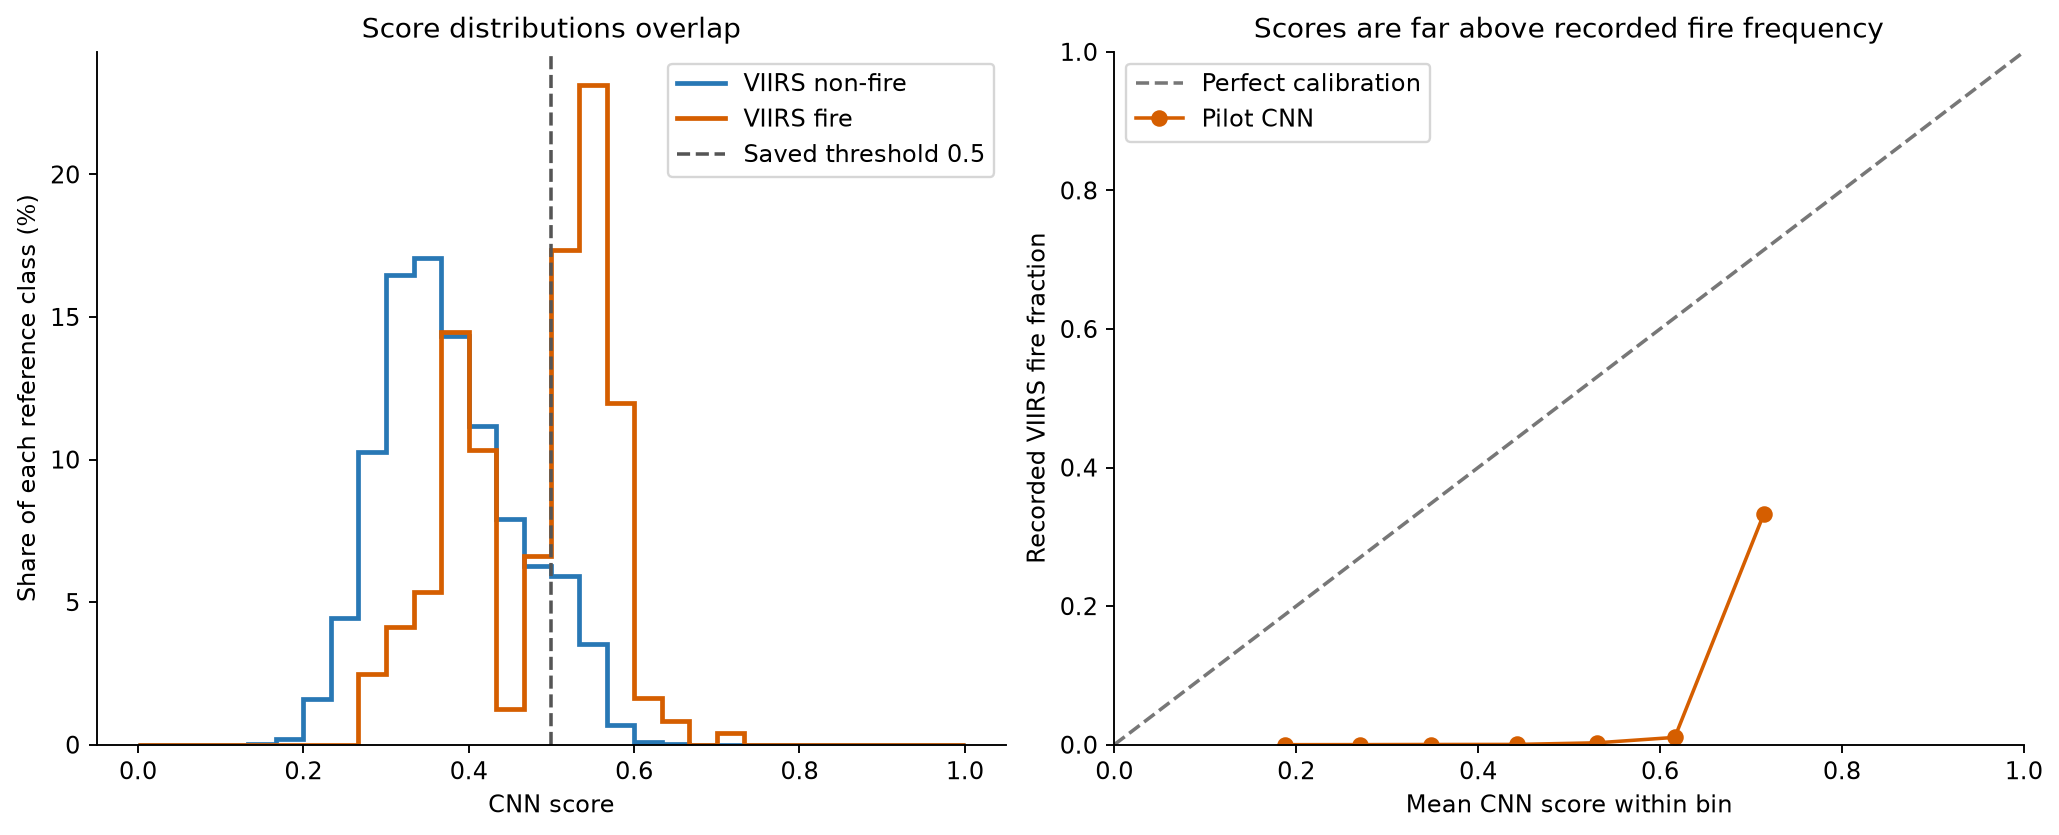 Score distributions overlap
VIIRS non-fire
VIIRS fire
Saved threshold 0.5
Share of each reference class (%)
20
15
10
5
0
0.0 0.2 0.4 0.6 0.8 1.0
CNN score
Scores are far above recorded fire frequency
Perfect calibration
Pilot CNN
Recorded VIIRS fire fraction
1.0
0.8
0.6
0.4
0.2
0.0
0.0 0.2 0.4 0.6 0.8 1.0
Mean CNN score within bin